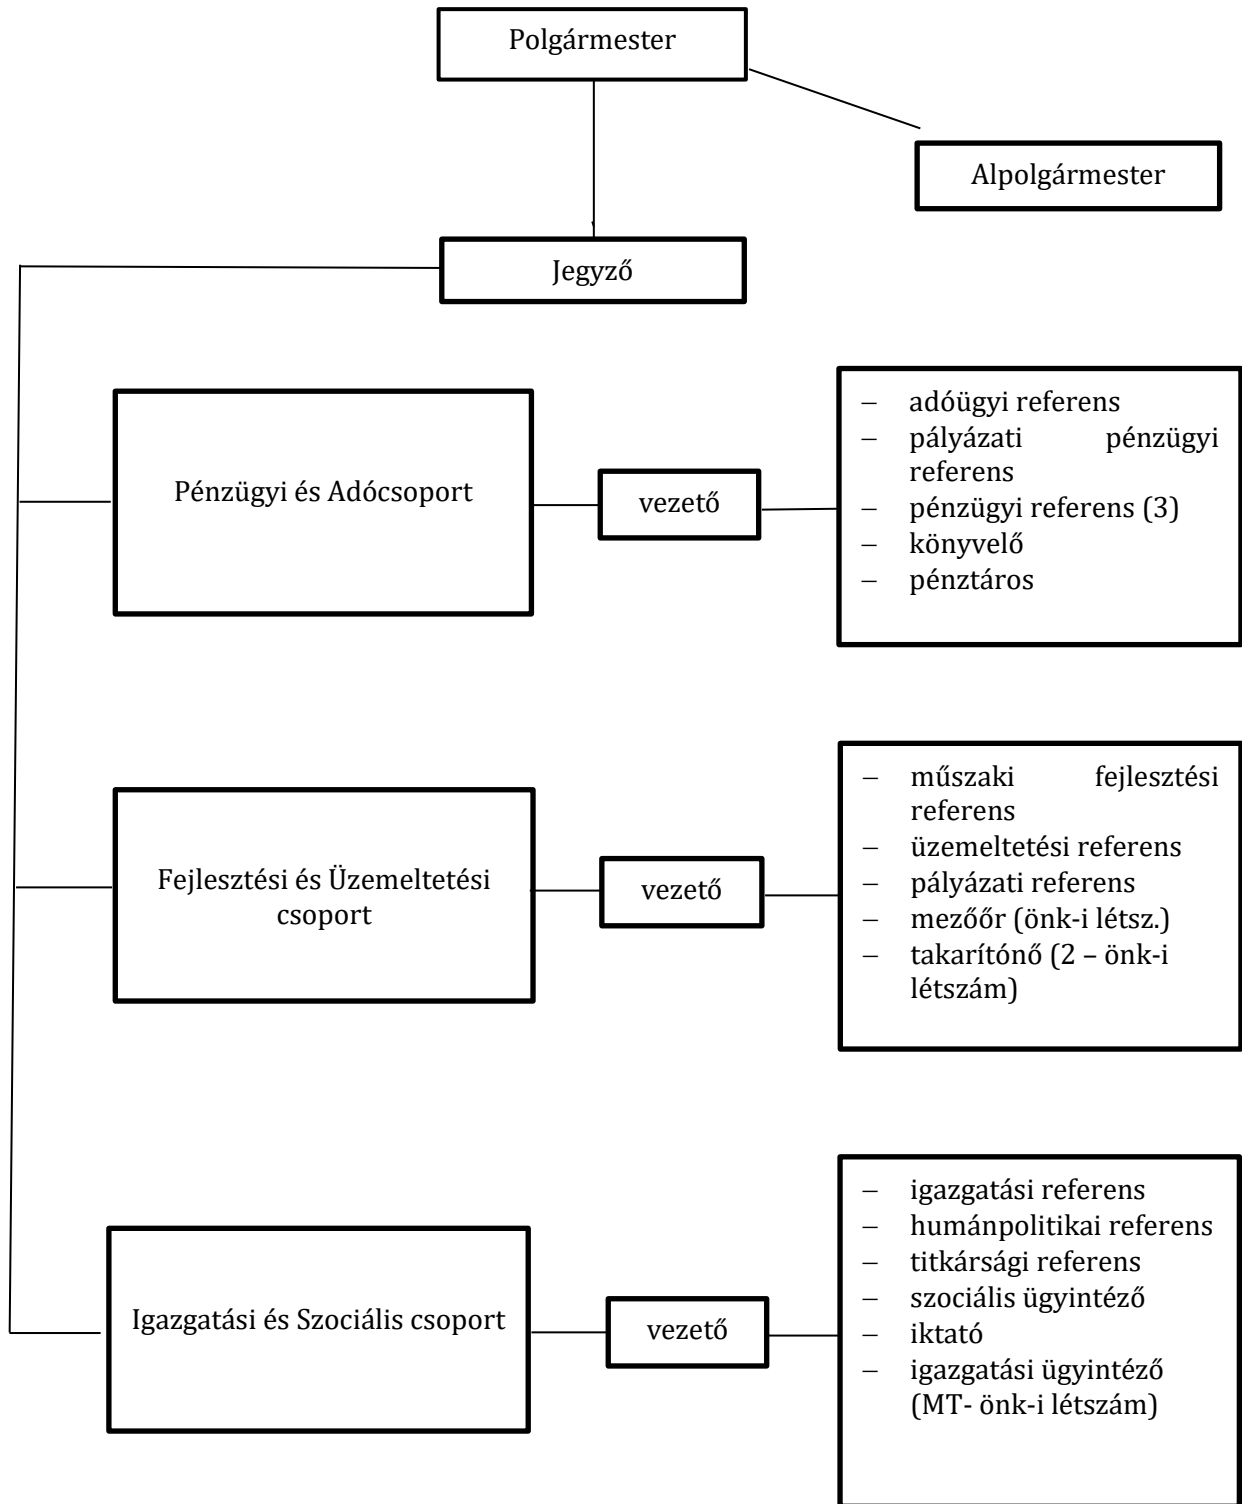 Polgármester
Alpolgármester
Jegyző
Pénzügyi és Adócsoport
vezető
– adóügyi referens
– pályázati pénzügyi
referens
– pénzügyi referens (3)
– könyvelő
– pénztáros
Fejlesztési és Üzemeltetési
csoport
vezető
– műszaki fejlesztési
referens
– üzemeltetési referens
– pályázati referens
– mezőőr (önk-i létsz.)
– takarítónő (2 – önk-i
létszám)
Igazgatási és Szociális csoport
vezető
– igazgatási referens
– humánpolitikai referens
– titkársági referens
– szociális ügyintéző
– iktató
– igazgatási ügyintéző
(MT- önk-i létszám)